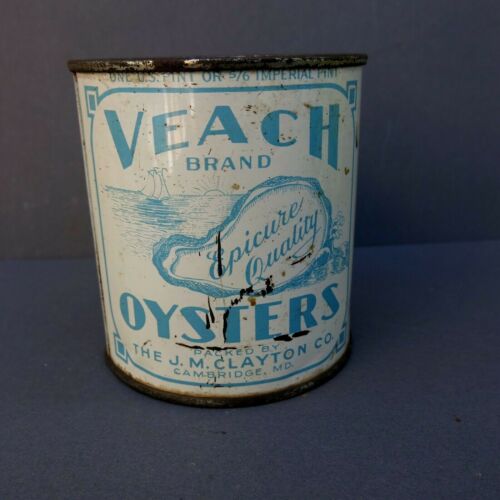 ONE U.S. PINT OR 5/6 IMPERIAL PINT
VEACH
BRAND
Epicure
Quality
OYSTERS
PACKED BY
THE J. M. CLAYTON CO.
CAMBRIDGE, MD.